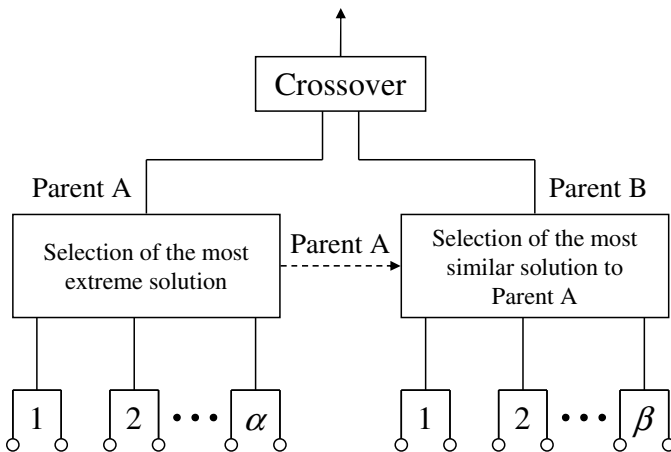 Crossover
Parent A
Parent B
Selection of the most
extreme solution
Parent A
Selection of the most
similar solution to
Parent A
1 2 ••• α
1 2 ••• β